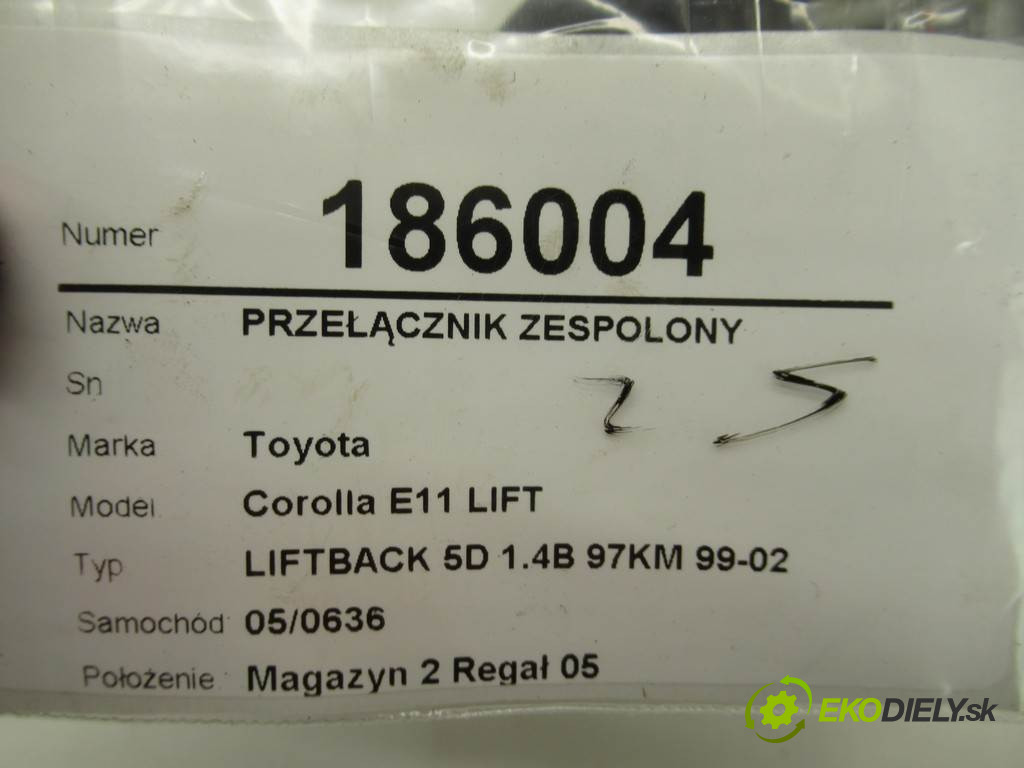 Numer 186004
Nazwa PRZEŁĄCZNIK ZESPOLONY
Sn
25
Marka Toyota
Model Corolla E11 LIFT
Typ LIFTBACK 5D 1.4B 97KM 99-02
Samochód 05/0636
Położenie Magazyn 2 Regał 05
EKODIELY.sk